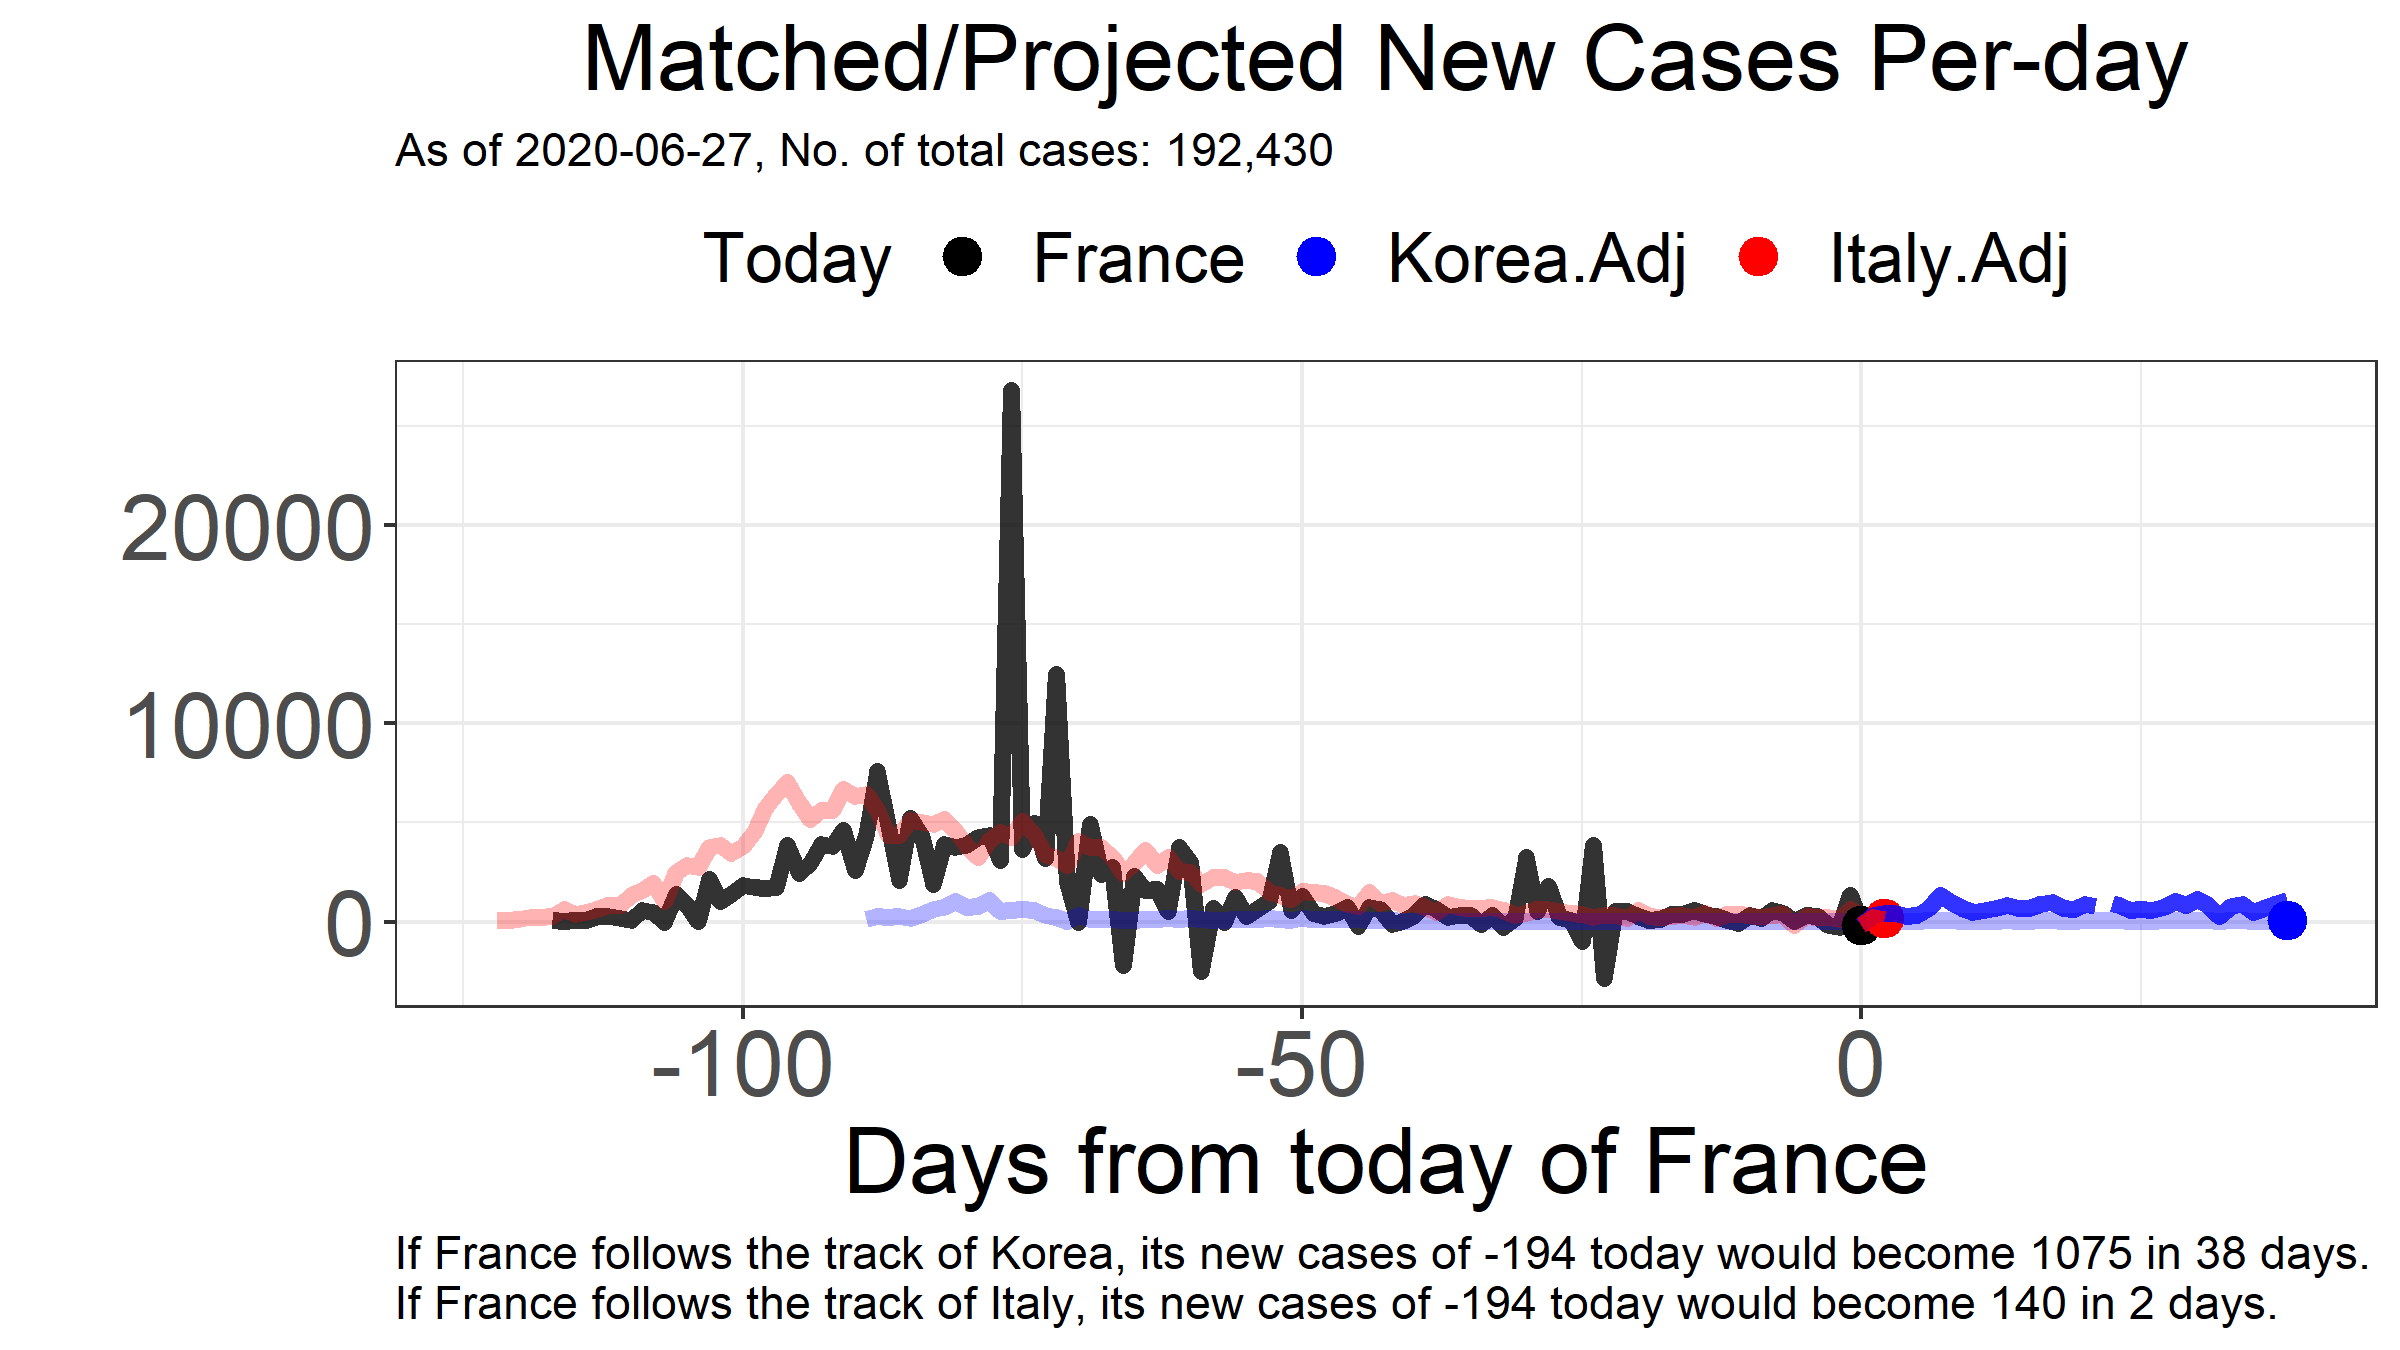 Matched/Projected New Cases Per-day
As of 2020-06-27, No. of total cases: 192,430
Today France Korea.Adj Italy.Adj
20000
10000
0
-100 -50 0
Days from today of France
If France follows the track of Korea, its new cases of -194 today would become 1075 in 38 days.
If France follows the track of Italy, its new cases of -194 today would become 140 in 2 days.